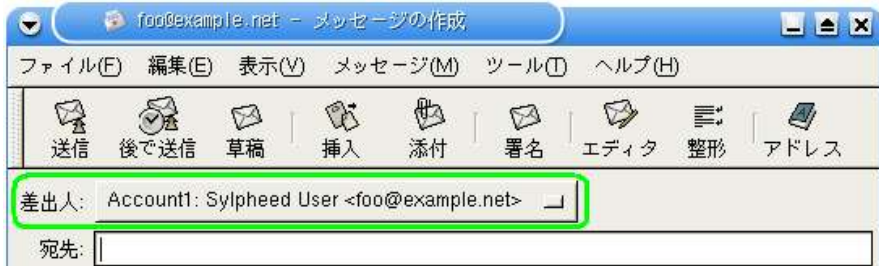 foo@example.net - メッセージの作成
ファイル(F) 編集(E) 表示(V) メッセージ(M) ツール(T) ヘルプ(H)
送信 後で送信 草稿 挿入 添付 署名 エディタ 整形 アドレス
差出人: Account1: Sylpheed User <foo@example.net>
宛先: